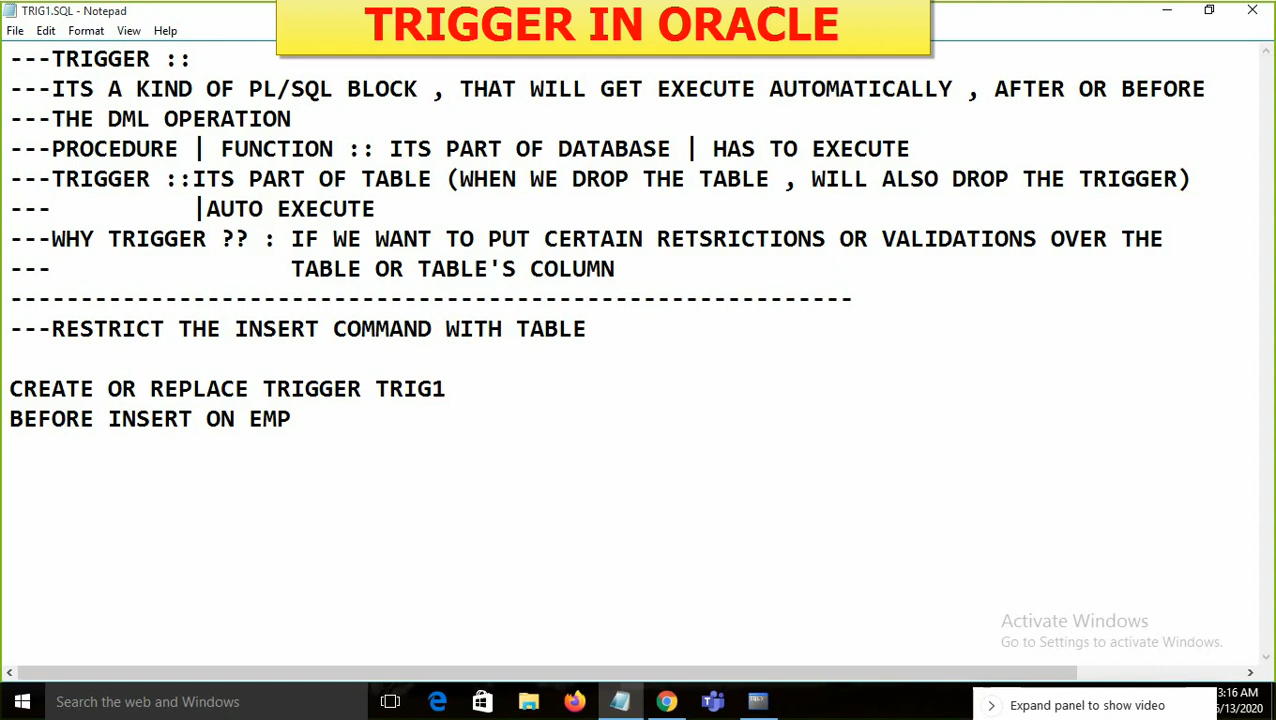 TRIG1.SQL - Notepad
TRIGGER IN ORACLE
File Edit Format View Help
---TRIGGER ::
---ITS A KIND OF PL/SQL BLOCK , THAT WILL GET EXECUTE AUTOMATICALLY , AFTER OR BEFORE
---THE DML OPERATION
---PROCEDURE | FUNCTION :: ITS PART OF DATABASE | HAS TO EXECUTE
---TRIGGER ::ITS PART OF TABLE (WHEN WE DROP THE TABLE , WILL ALSO DROP THE TRIGGER)
--- |AUTO EXECUTE
---WHY TRIGGER ?? : IF WE WANT TO PUT CERTAIN RETSRICTIONS OR VALIDATIONS OVER THE
--- TABLE OR TABLE'S COLUMN
------------------------------------------------------------
---RESTRICT THE INSERT COMMAND WITH TABLE
CREATE OR REPLACE TRIGGER TRIG1
BEFORE INSERT ON EMP
Activate Windows
Go to Settings to activate Windows.
Search the web and Windows
Expand panel to show video
3:16 AM
/13/2020